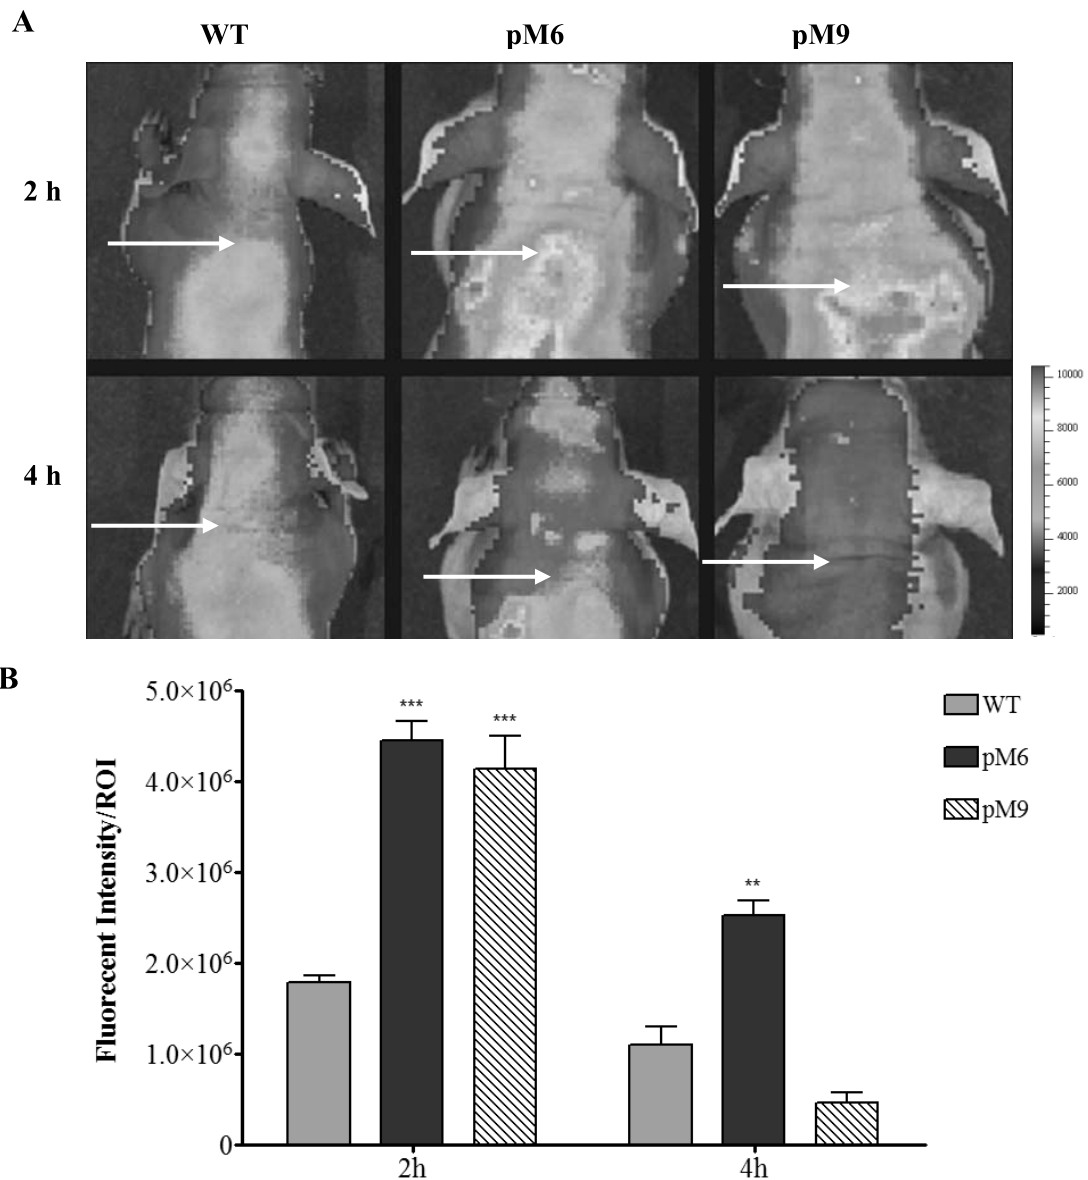 A
WT pM6 pM9
2 h
4 h
10000
8000
6000
4000
2000
B
Fluorecent Intensity/ROI
5.0×10⁶
4.0×10⁶
3.0×10⁶
2.0×10⁶
1.0×10⁶
0
***
***
**
2h 4h
WT
pM6
pM9